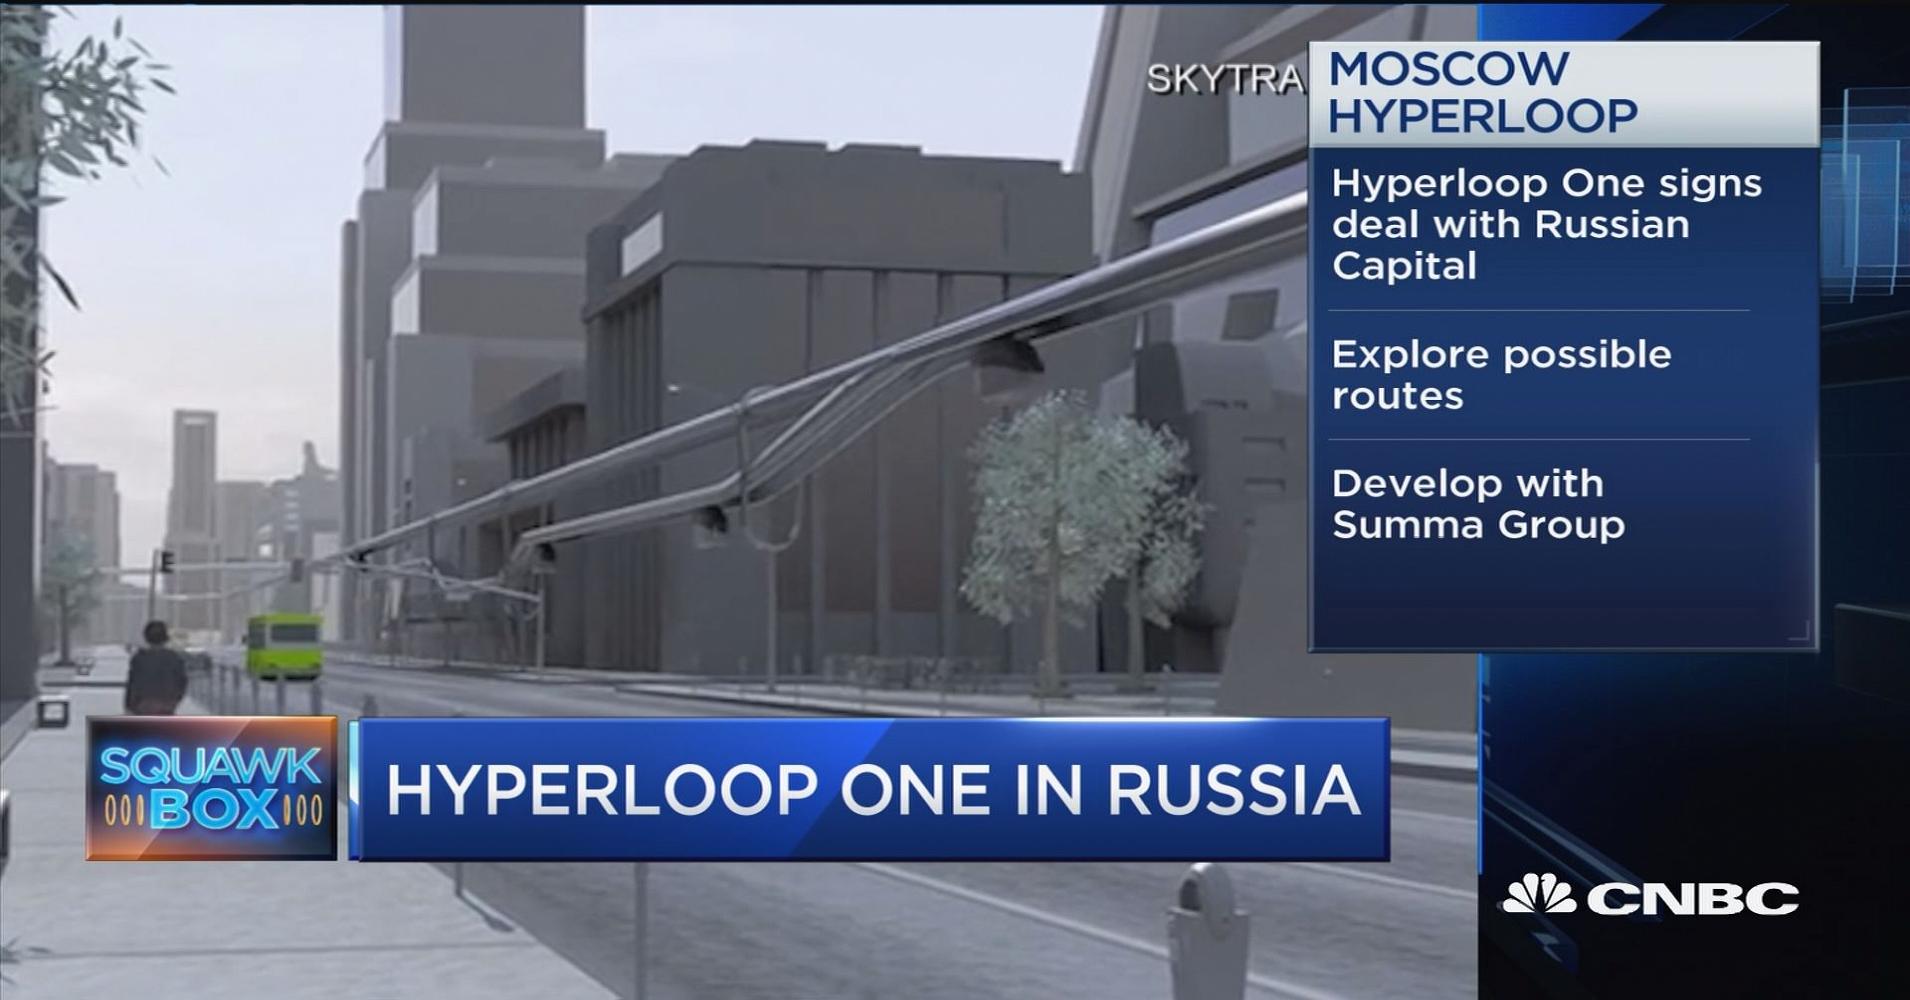 SKYTRA
MOSCOW
HYPERLOOP
Hyperloop One signs
deal with Russian
Capital
Explore possible
routes
Develop with
Summa Group
SQUAWK
BOX
HYPERLOOP ONE IN RUSSIA
CNBC